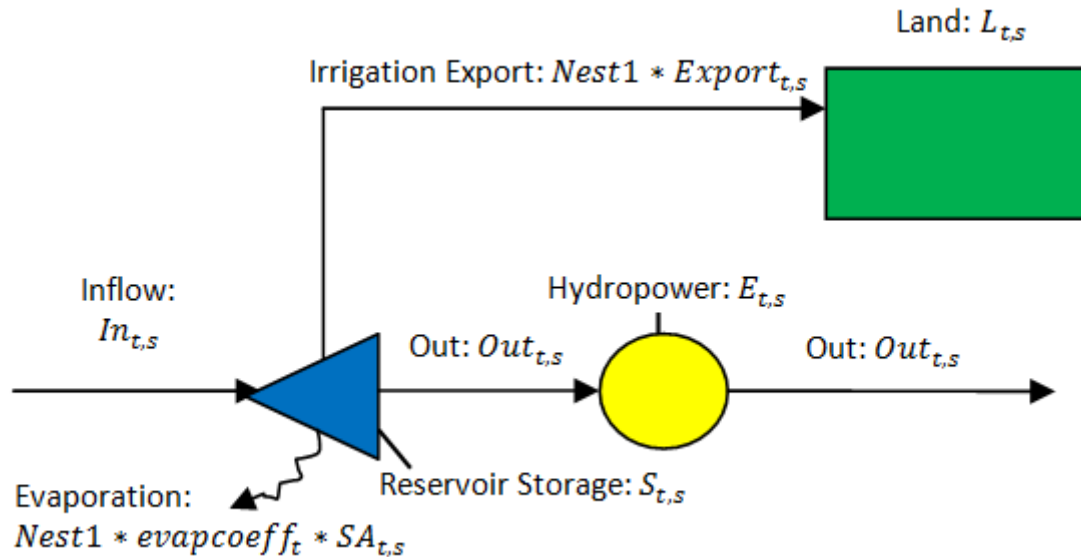 Land: L_{t,s}
Irrigation Export: Nest1 * Export_{t,s}
Inflow:
In_{t,s}
Hydropower: E_{t,s}
Out: Out_{t,s}
Out: Out_{t,s}
Reservoir Storage: S_{t,s}
Evaporation:
Nest1 * evapcoeff_t * SA_{t,s}